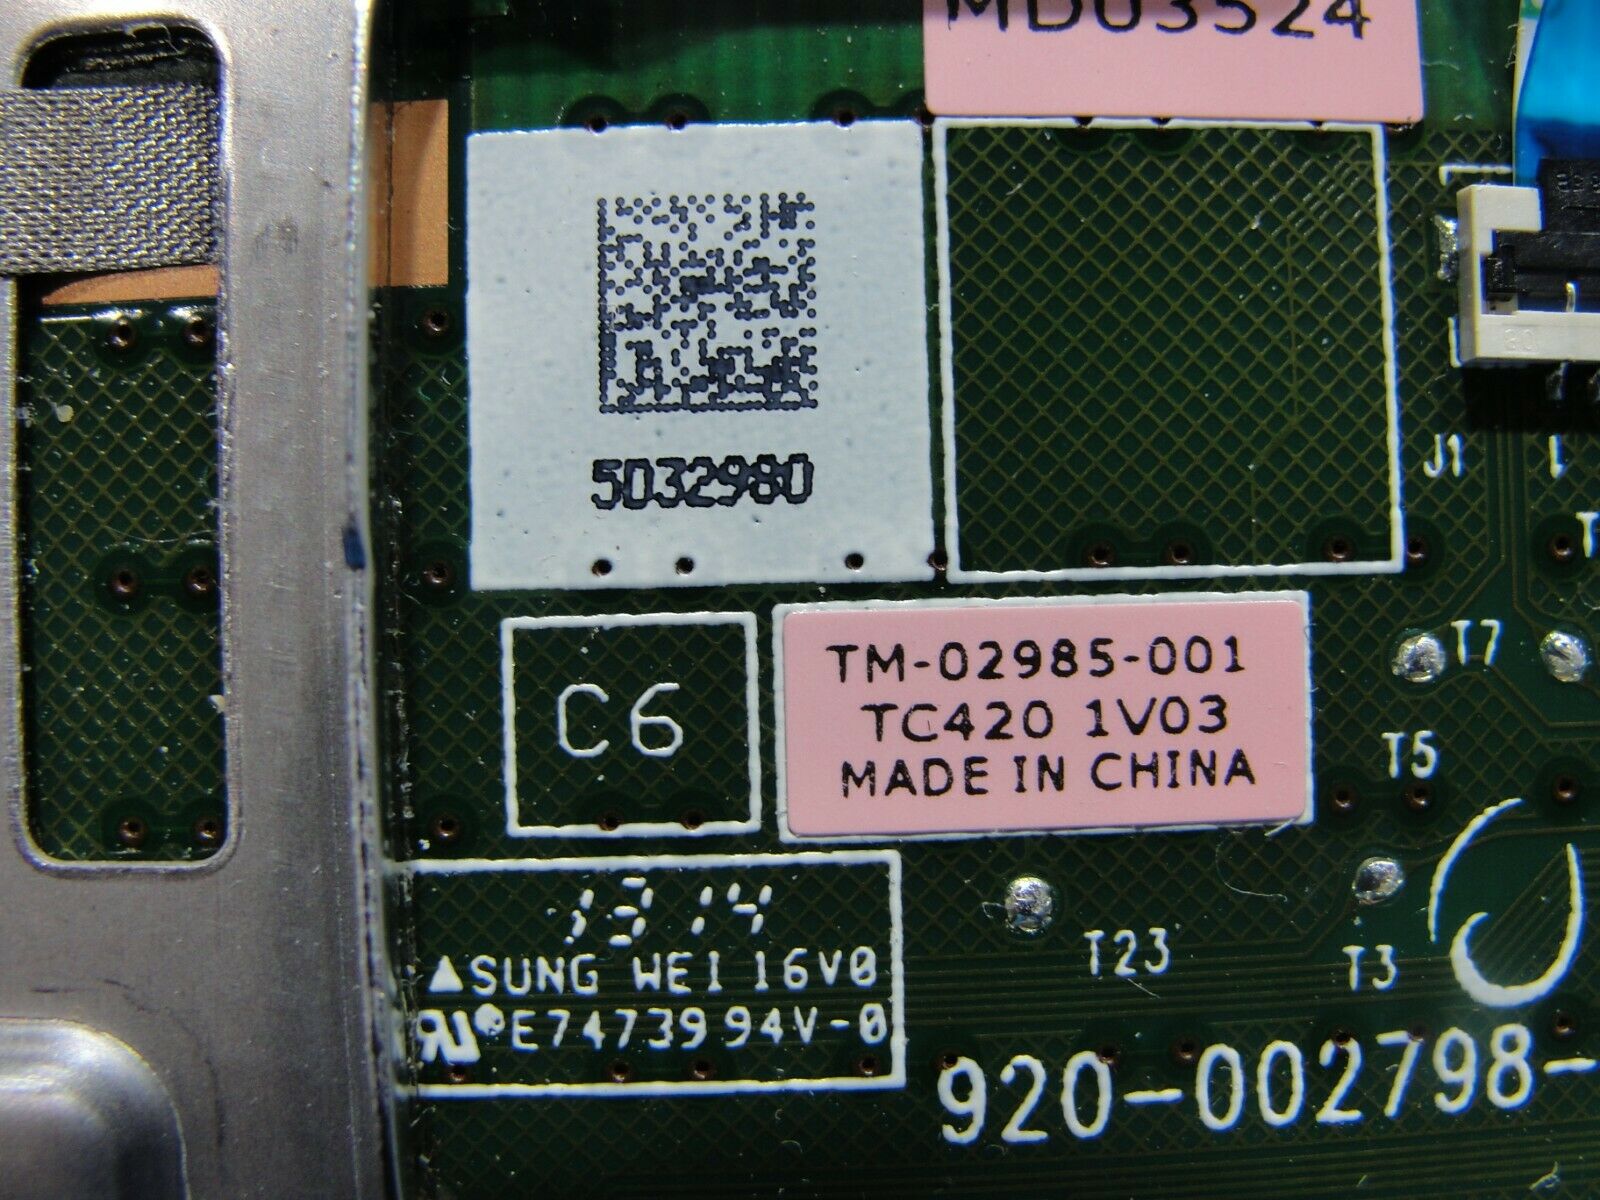 MD03524
5032980
J1
1
T7
C6
TM-02985-001
TC420 1V03
MADE IN CHINA
T5
1314
SUNG WEI 16V0
E74739 94V-0
T23
T3
920-002798-